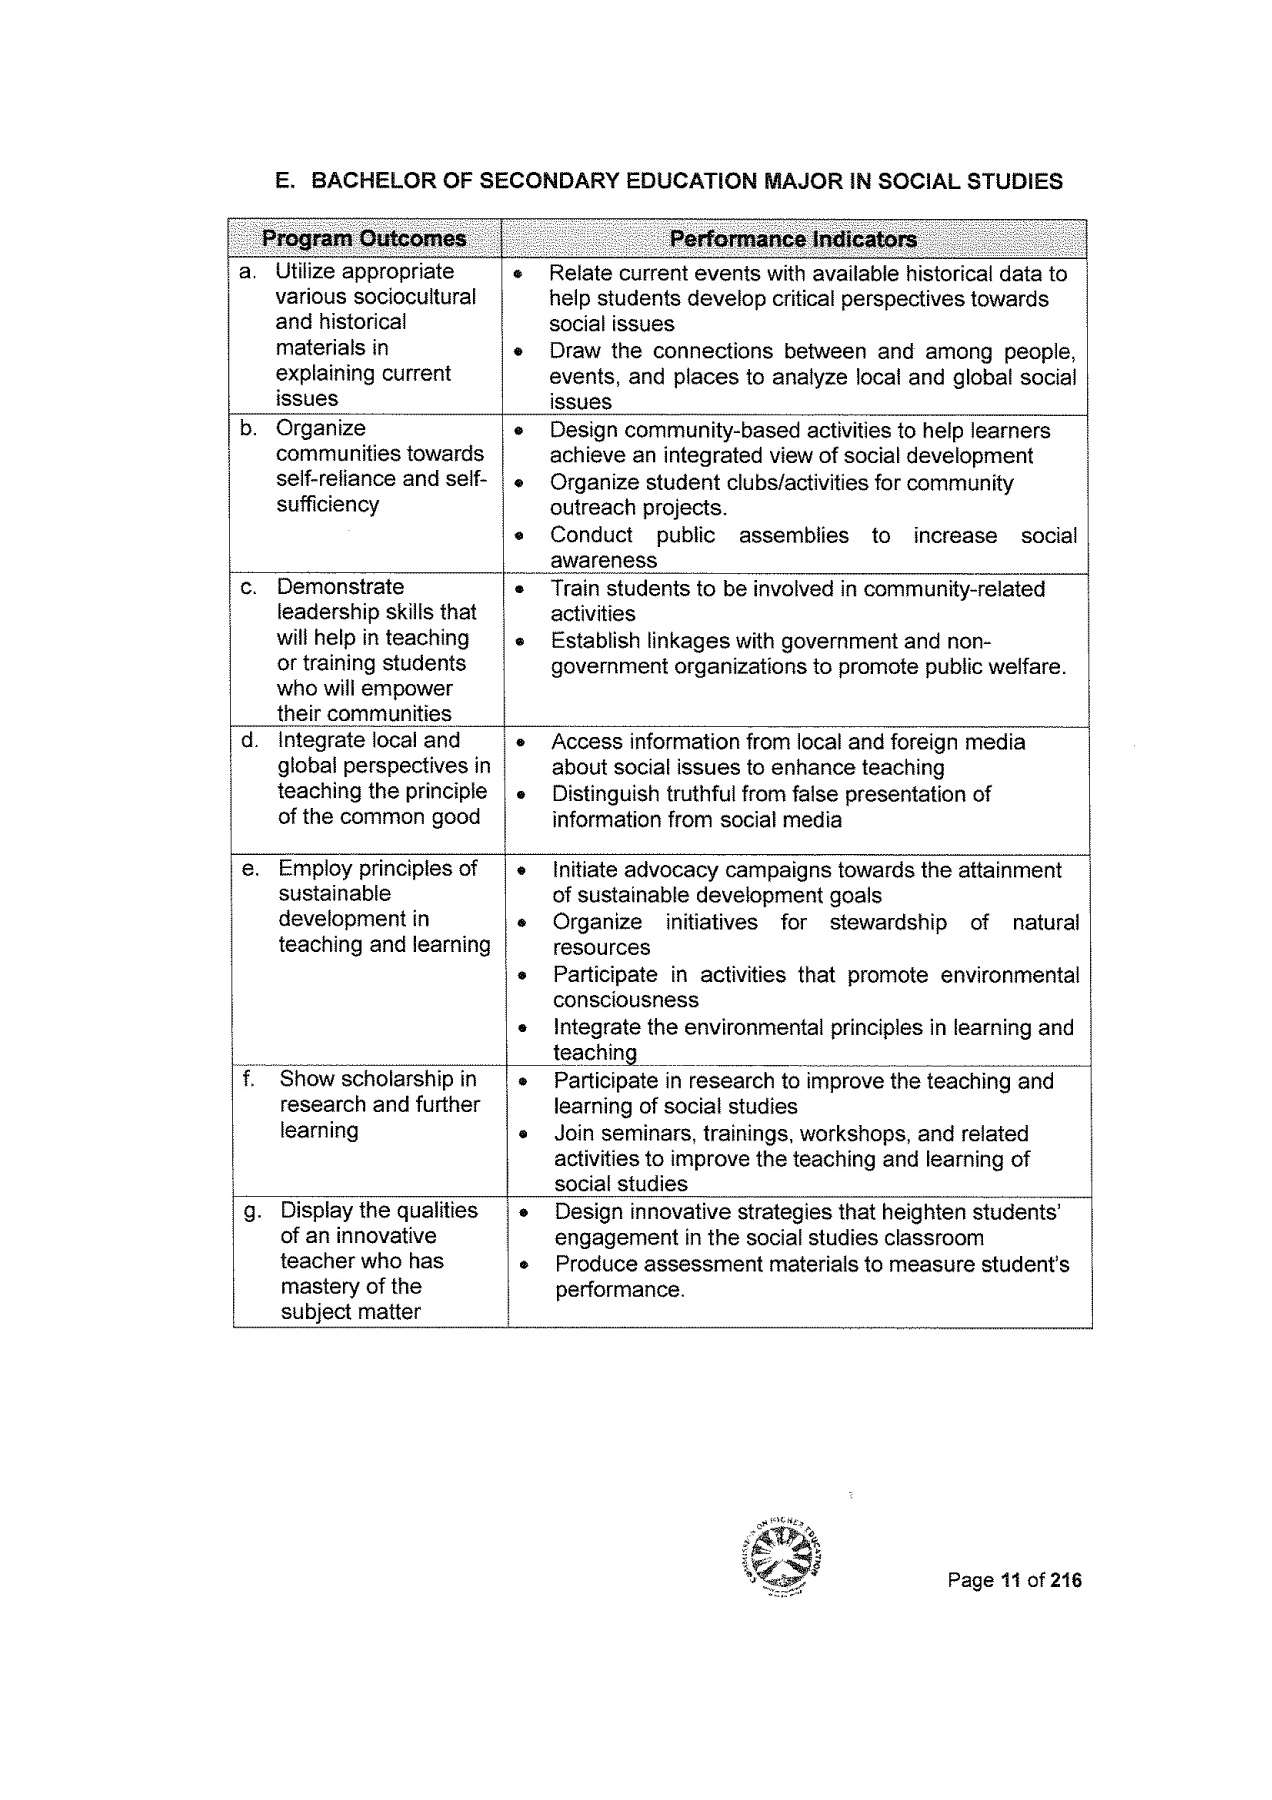 E. BACHELOR OF SECONDARY EDUCATION MAJOR IN SOCIAL STUDIES
Program Outcomes
Performance Indicators
a. Utilize appropriate
various sociocultural
and historical
materials in
explaining current
issues
• Relate current events with available historical data to
help students develop critical perspectives towards
social issues
• Draw the connections between and among people,
events, and places to analyze local and global social
issues
b. Organize
communities towards
self-reliance and self-
sufficiency
• Design community-based activities to help learners
achieve an integrated view of social development
• Organize student clubs/activities for community
outreach projects.
• Conduct public assemblies to increase social
awareness
c. Demonstrate
leadership skills that
will help in teaching
or training students
who will empower
their communities
• Train students to be involved in community-related
activities
• Establish linkages with government and non-
government organizations to promote public welfare.
d. Integrate local and
global perspectives in
teaching the principle
of the common good
• Access information from local and foreign media
about social issues to enhance teaching
• Distinguish truthful from false presentation of
information from social media
e. Employ principles of
sustainable
development in
teaching and learning
• Initiate advocacy campaigns towards the attainment
of sustainable development goals
• Organize initiatives for stewardship of natural
resources
• Participate in activities that promote environmental
consciousness
• Integrate the environmental principles in learning and
teaching
f. Show scholarship in
research and further
learning
• Participate in research to improve the teaching and
learning of social studies
• Join seminars, trainings, workshops, and related
activities to improve the teaching and learning of
social studies
g. Display the qualities
of an innovative
teacher who has
mastery of the
subject matter
• Design innovative strategies that heighten students'
engagement in the social studies classroom
• Produce assessment materials to measure student's
performance.
COMMISSION ON HIGHER EDUCATION
Page 11 of 216